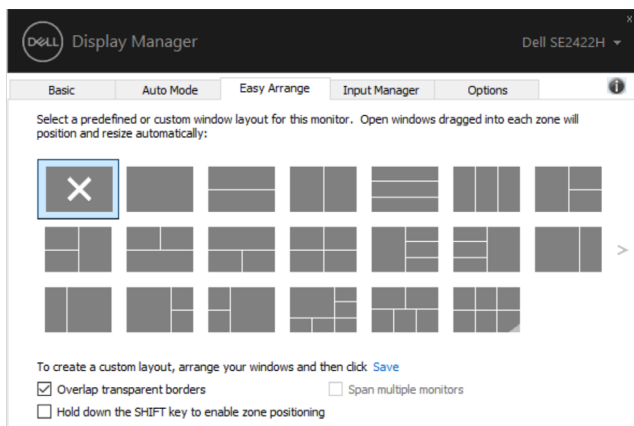 x
DELL Display Manager
Dell SE2422H
Basic Auto Mode Easy Arrange Input Manager Options
Select a predefined or custom window layout for this monitor. Open windows dragged into each zone will
position and resize automatically:
>
To create a custom layout, arrange your windows and then click Save
Overlap transparent borders
Span multiple monitors
Hold down the SHIFT key to enable zone positioning